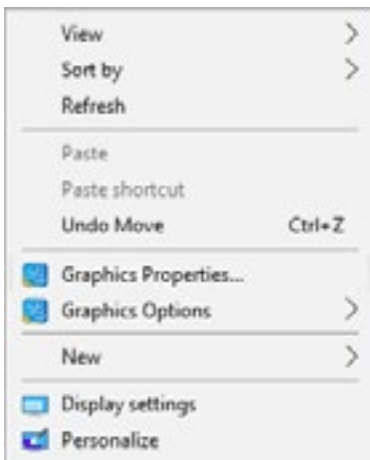 View
Sort by
Refresh
Paste
Paste shortcut
Undo Move Ctrl+Z
Graphics Properties...
Graphics Options
New
Display settings
Personalize